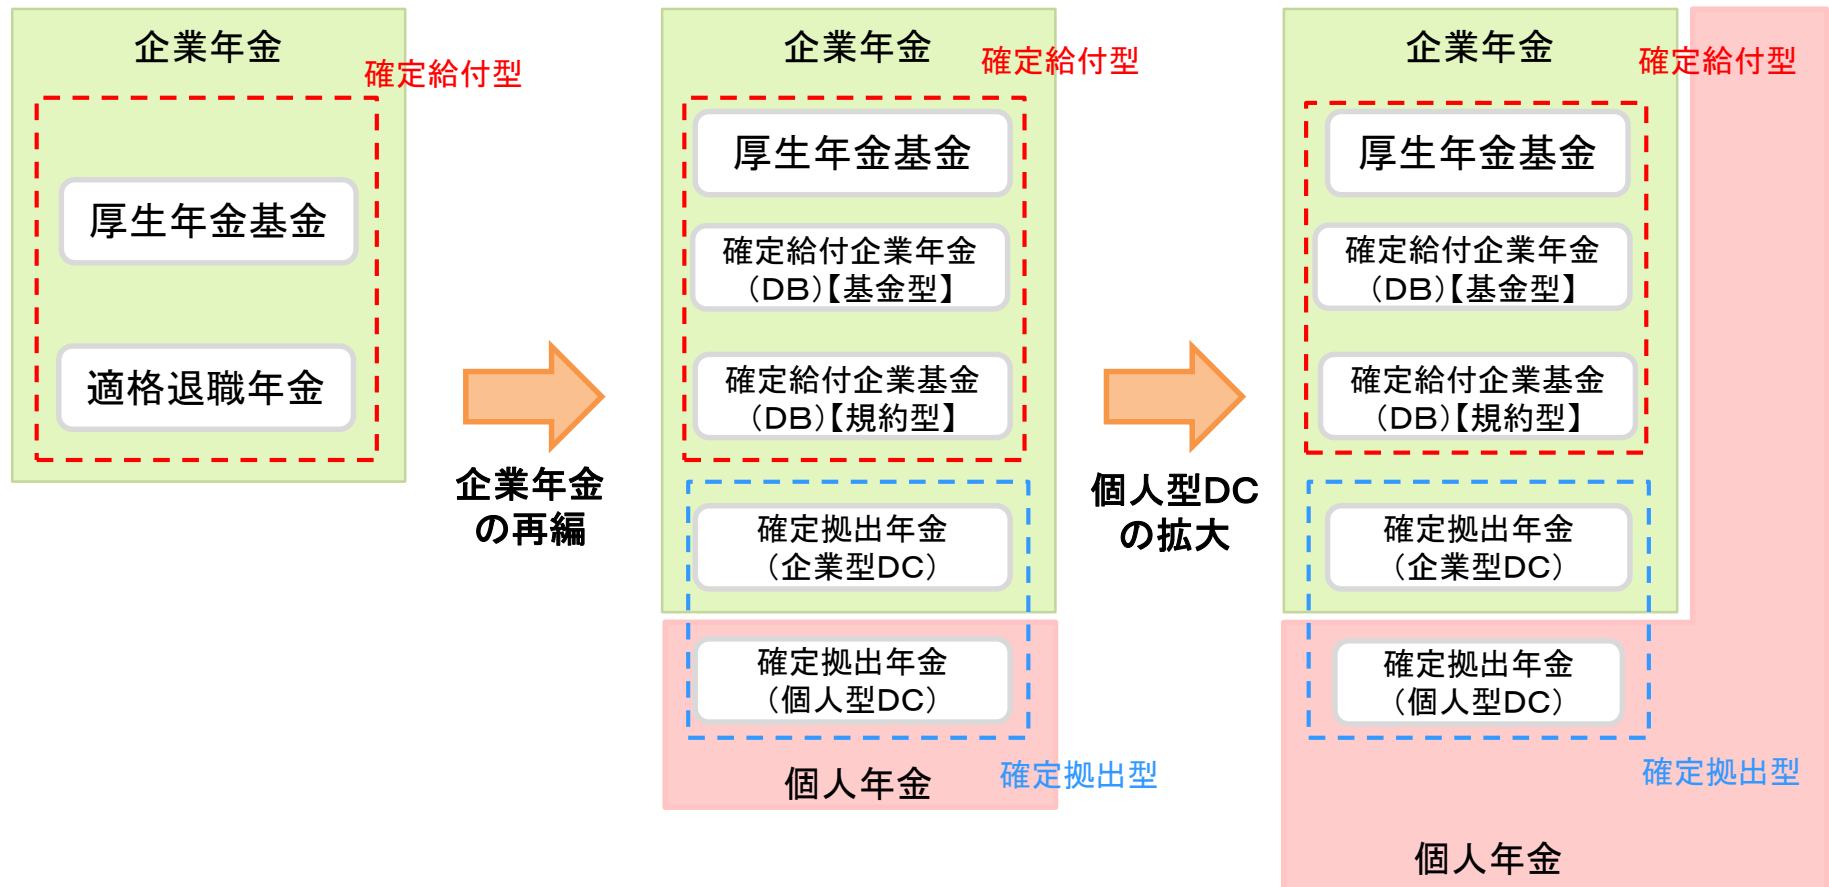 企業年金
確定給付型
厚生年金基金
適格退職年金
企業年金
の再編
企業年金
確定給付型
厚生年金基金
確定給付企業年金
(DB)【基金型】
確定給付企業基金
(DB)【規約型】
確定拠出年金
(企業型DC)
確定拠出年金
(個人型DC)
個人年金
確定拠出型
個人型DC
の拡大
企業年金
確定給付型
厚生年金基金
確定給付企業年金
(DB)【基金型】
確定給付企業基金
(DB)【規約型】
確定拠出年金
(企業型DC)
確定拠出年金
(個人型DC)
確定拠出型
個人年金